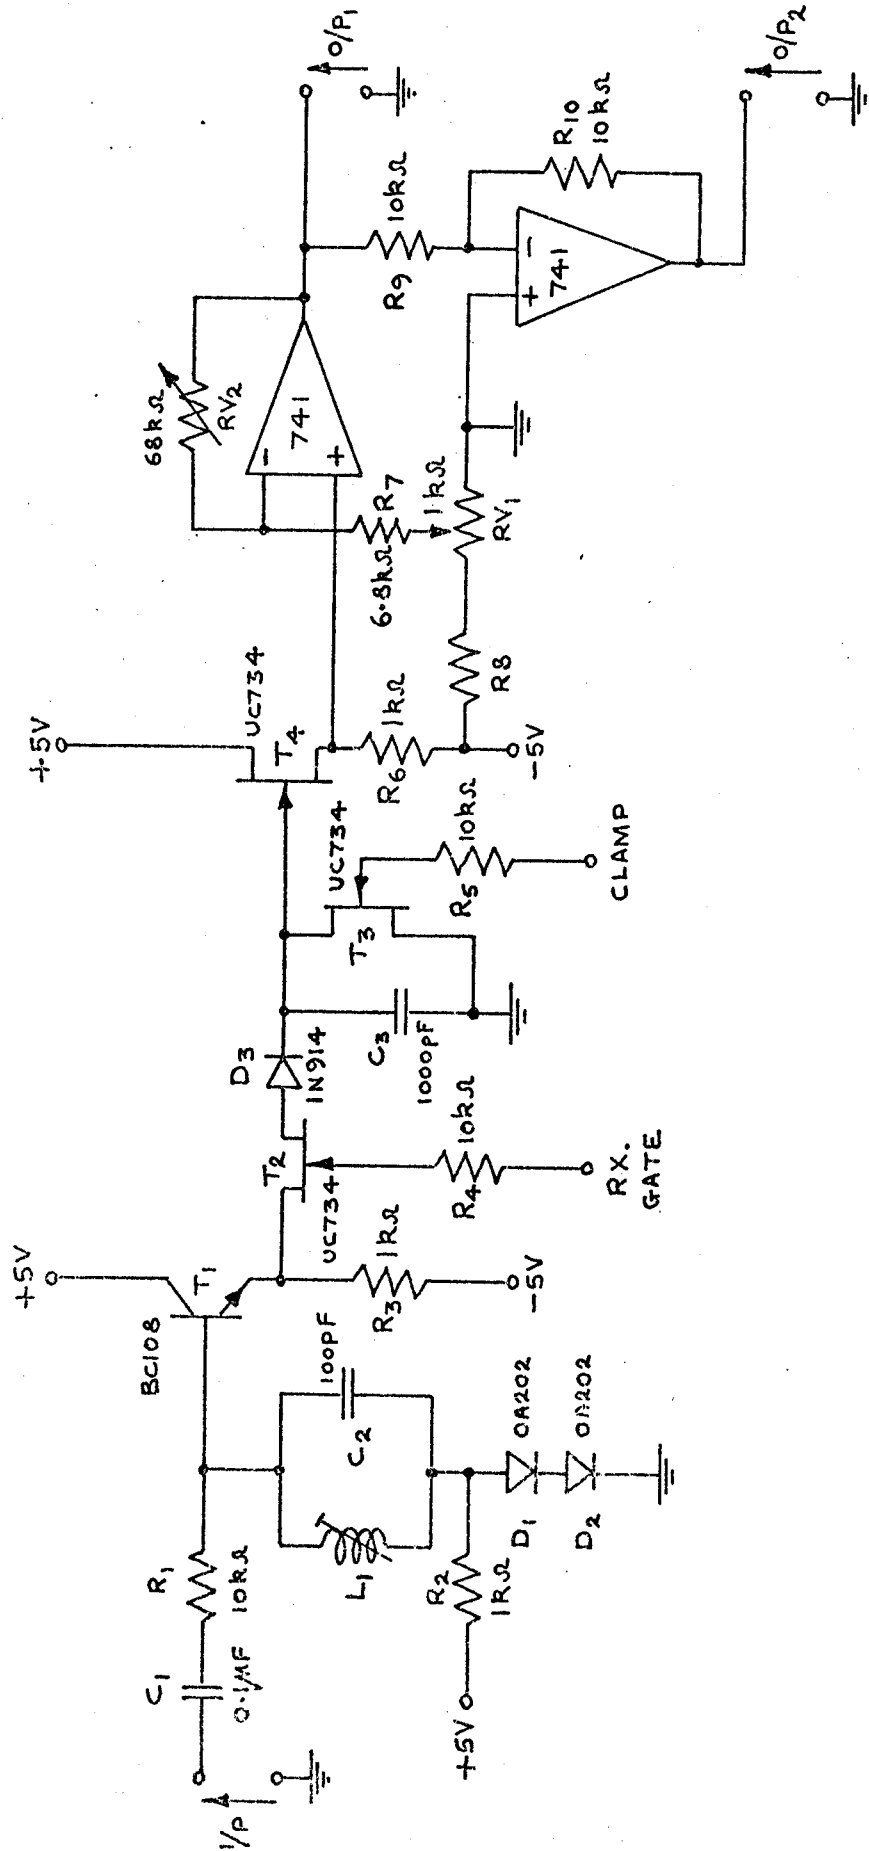 I/P
C1
0.1µF
R1
10kΩ
L1
C2
100pF
+5V
R2
1kΩ
D1
OA202
D2
OA202
BC108
T1
+5V
R3
1kΩ
-5V
T2
UC734
R4
10kΩ
RX.
GATE
D3
1N914
C3
1000pF
T3
UC734
R5
10kΩ
CLAMP
+5V
UC734
T4
R6
1kΩ
-5V
R8
RV1
1kΩ
R7
6.8kΩ
68kΩ
RV2
-
+
741
R9
10kΩ
+
-
741
R10
10kΩ
O/P1
O/P2